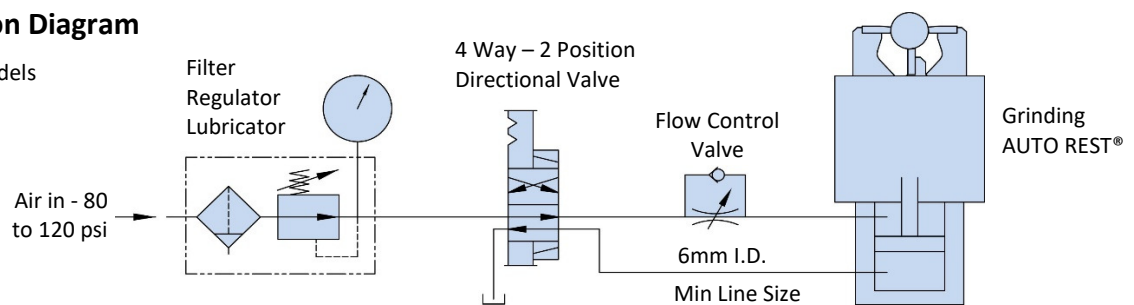 on Diagram
dels
Filter
Regulator
Lubricator
4 Way – 2 Position
Directional Valve
Flow Control
Valve
Grinding
AUTO REST®
Air in - 80
to 120 psi
6mm I.D.
Min Line Size